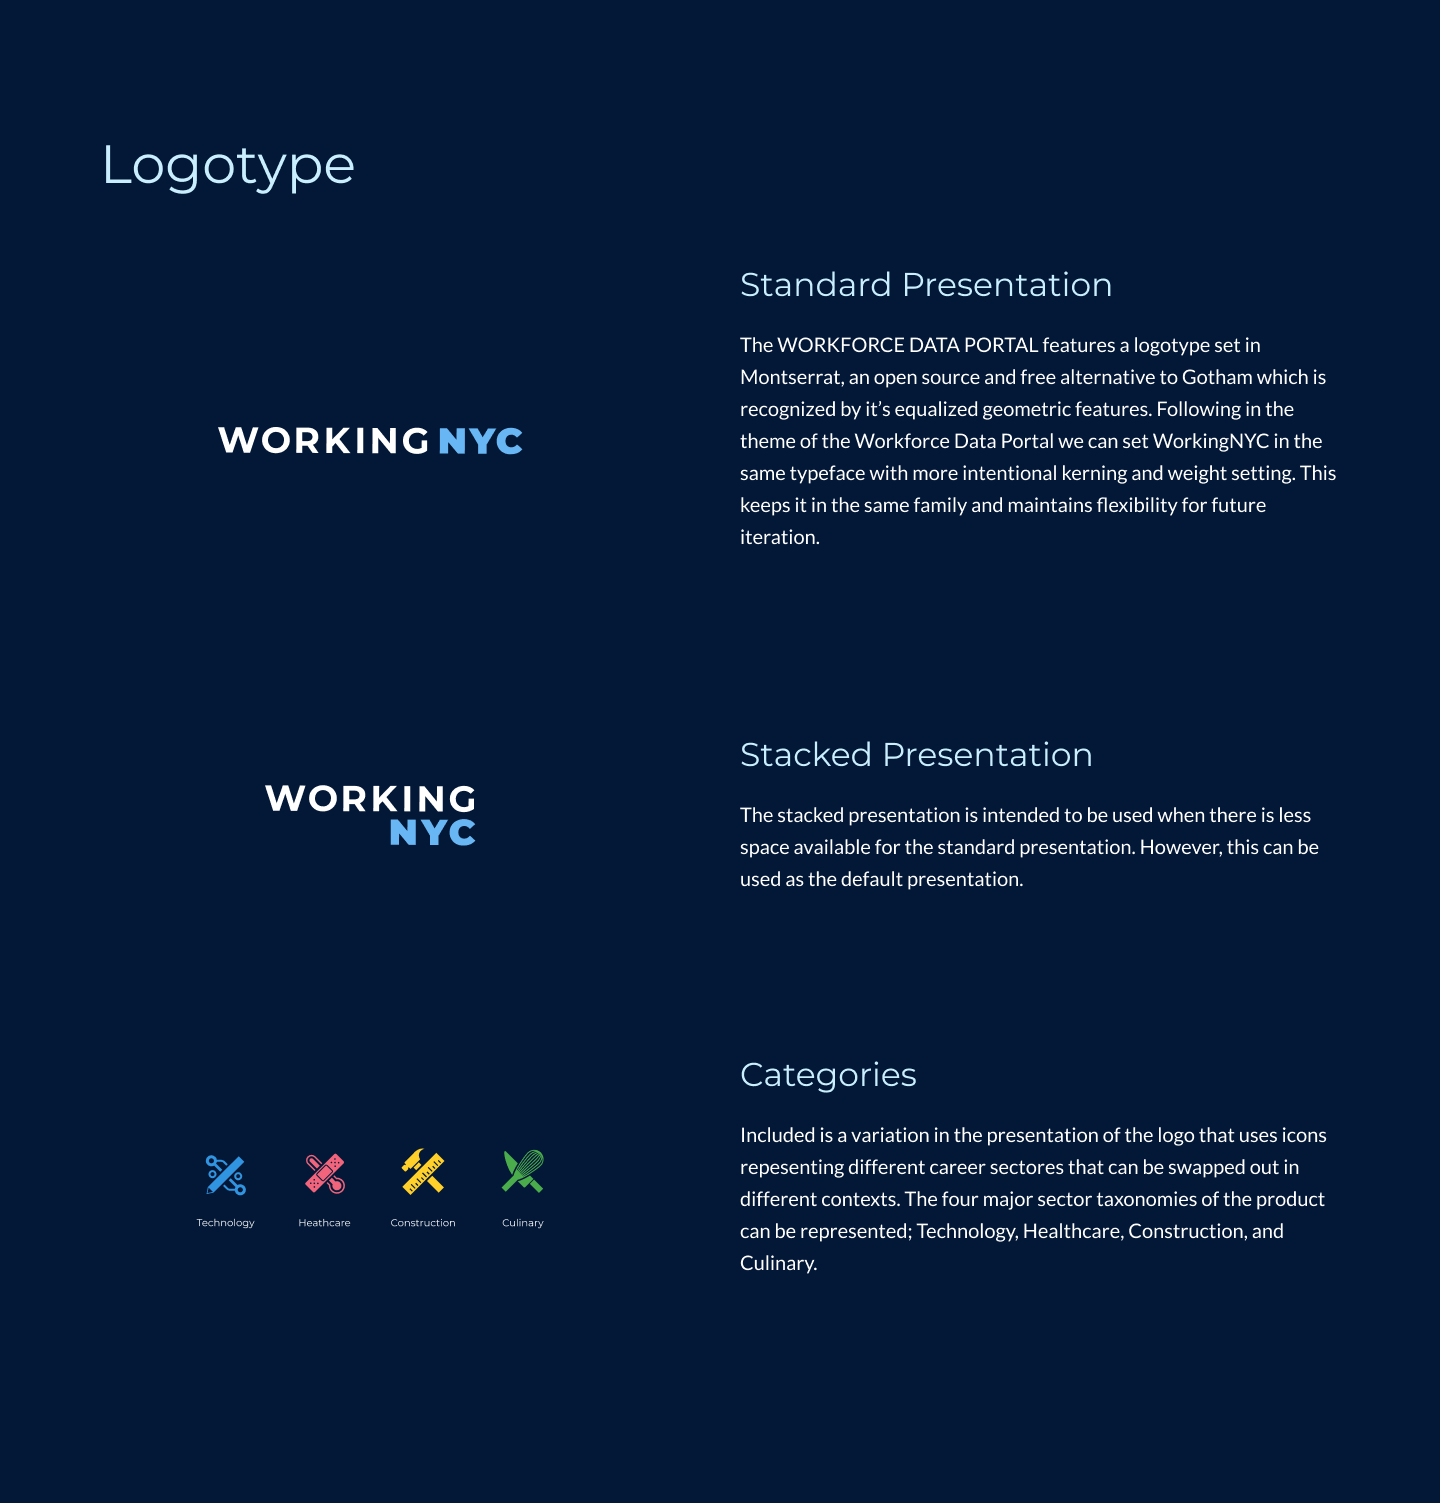 Logotype
Standard Presentation
The WORKFORCE DATA PORTAL features a logotype set in
Montserrat, an open source and free alternative to Gotham which is
recognized by it’s equalized geometric features. Following in the
theme of the Workforce Data Portal we can set WorkingNYC in the
same typeface with more intentional kerning and weight setting. This
keeps it in the same family and maintains flexibility for future
iteration.
WORKING NYC
Stacked Presentation
The stacked presentation is intended to be used when there is less
space available for the standard presentation. However, this can be
used as the default presentation.
WORKING
NYC
Categories
Included is a variation in the presentation of the logo that uses icons
repesenting different career sectores that can be swapped out in
different contexts. The four major sector taxonomies of the product
can be represented; Technology, Healthcare, Construction, and
Culinary.
Technology
Heathcare
Construction
Culinary